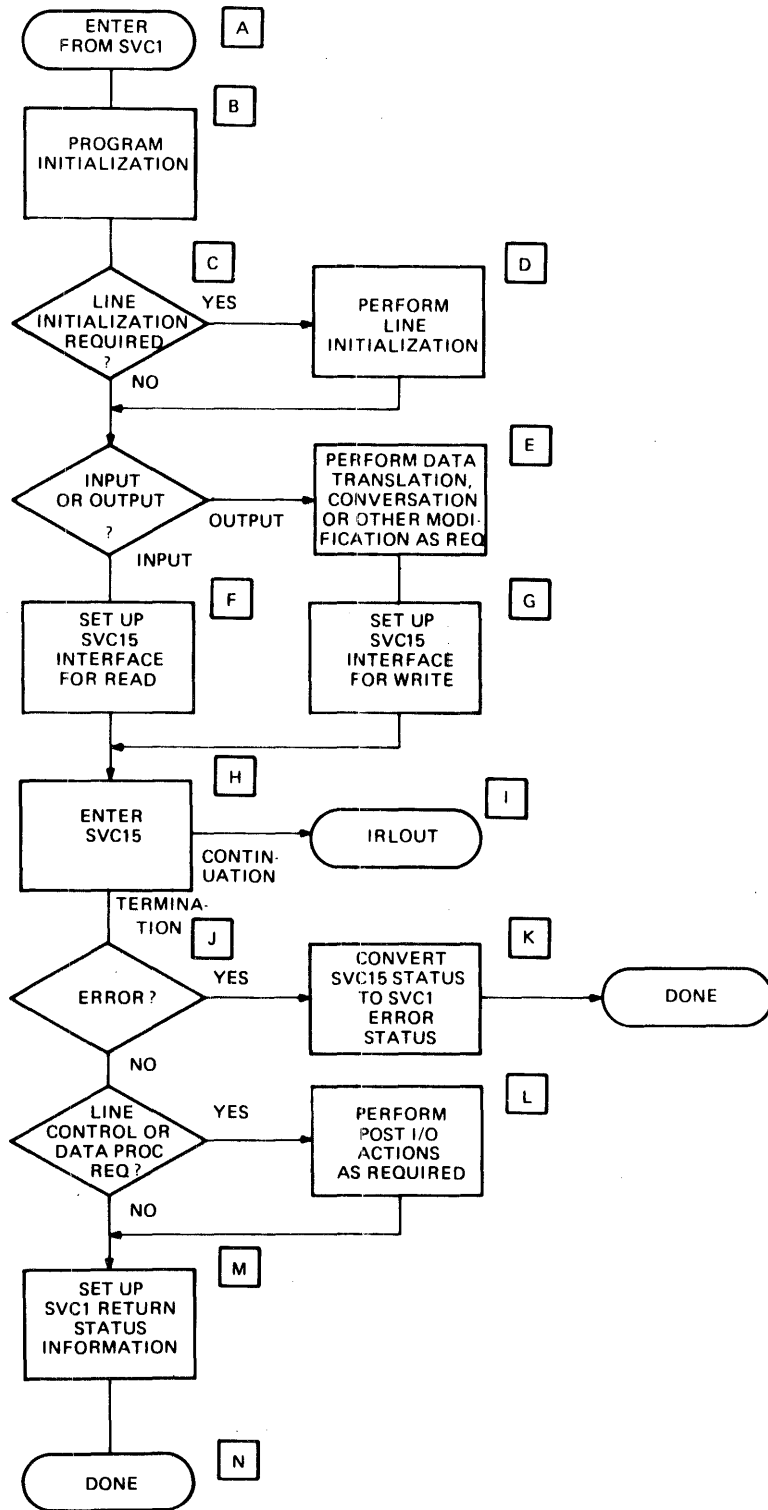 ENTER
FROM SVC1
A
B
PROGRAM
INITIALIZATION
C
D
LINE
INITIALIZATION
REQUIRED
?
YES
NO
PERFORM
LINE
INITIALIZATION
E
INPUT
OR OUTPUT
?
OUTPUT
INPUT
PERFORM DATA
TRANSLATION,
CONVERSATION
OR OTHER MODI-
FICATION AS REQ
F
G
SET UP
SVC15
INTERFACE
FOR READ
SET UP
SVC15
INTERFACE
FOR WRITE
H
I
ENTER
SVC15
CONTIN-
UATION
IRLOUT
TERMINA-
TION
J
K
ERROR?
YES
NO
CONVERT
SVC15 STATUS
TO SVC1
ERROR
STATUS
DONE
L
LINE
CONTROL OR
DATA PROC
REQ?
YES
NO
PERFORM
POST I/O
ACTIONS
AS REQUIRED
M
SET UP
SVC1 RETURN
STATUS
INFORMATION
N
DONE